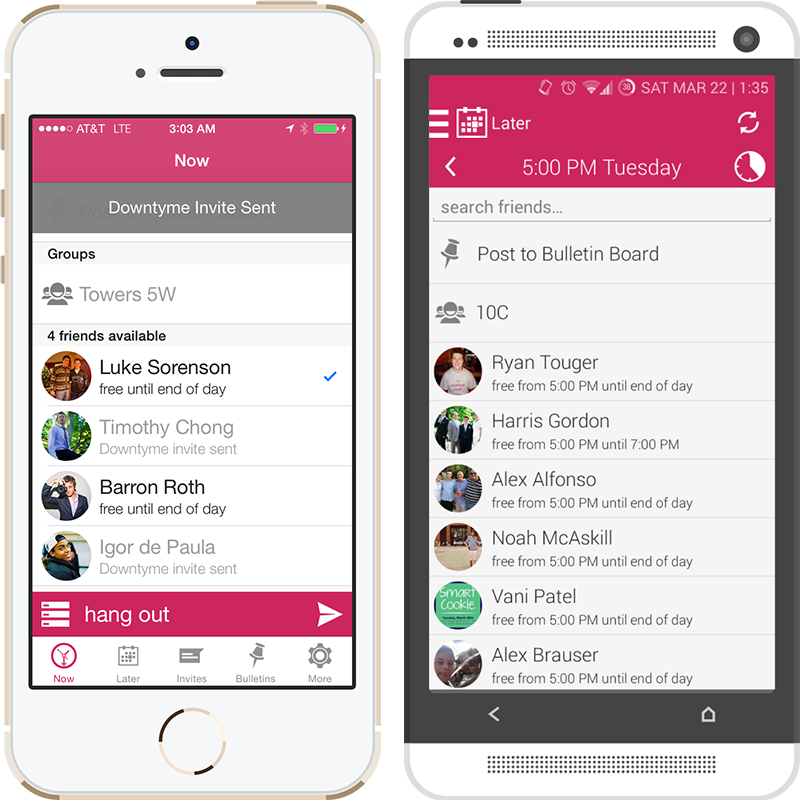 AT&T LTE 3:03 AM
Now
Downtyme Invite Sent
Groups
Towers 5W
4 friends available
Luke Sorenson
free until end of day
Timothy Chong
Downtyme invite sent
Barron Roth
free until end of day
Igor de Paula
Downtyme invite sent
hang out
Now Later Invites Bulletins More
38 SAT MAR 22 | 1:35
Later
5:00 PM Tuesday
search friends...
Post to Bulletin Board
10C
Ryan Touger
free from 5:00 PM until end of day
Harris Gordon
free from 5:00 PM until 7:00 PM
Alex Alfonso
free from 5:00 PM until end of day
Noah McAskill
free from 5:00 PM until end of day
Smart
Cookie
Vani Patel
free from 5:00 PM until end of day
Alex Brauser
free from 5:00 PM until end of day